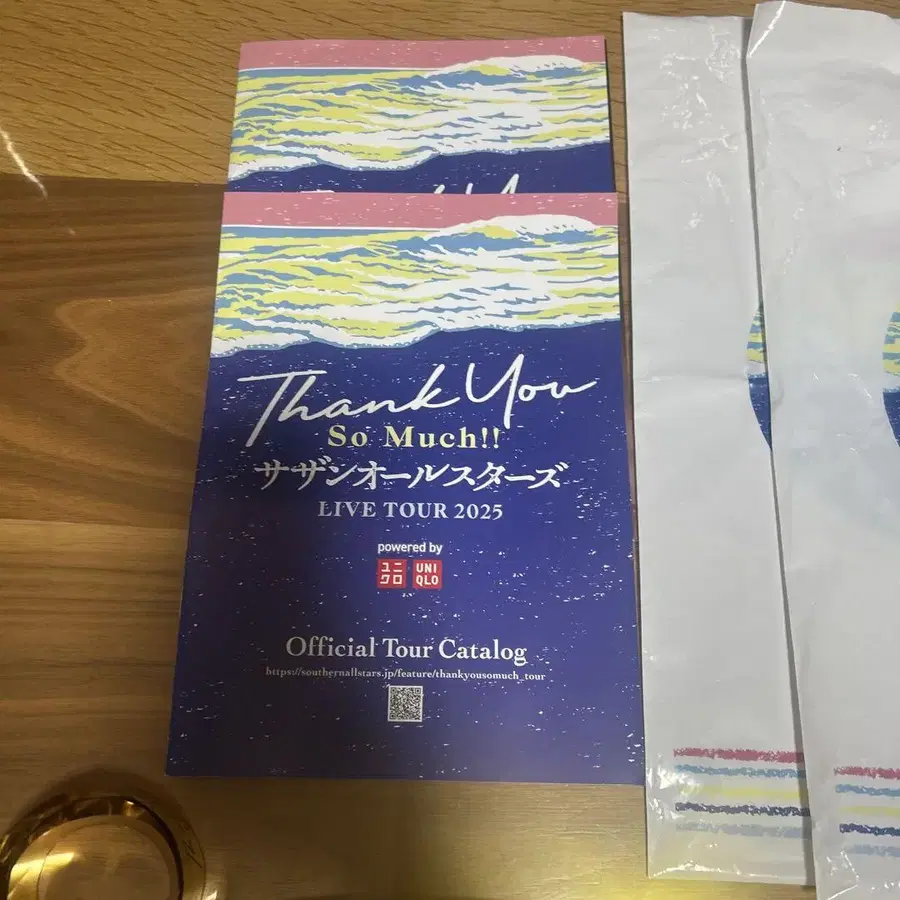 Thank You
So Much!!
サザンオールスターズ
LIVE TOUR 2025
powered by
ユニクロ UNIQLO
Official Tour Catalog
https://southernallstars.jp/feature/thankyousomuch_tour